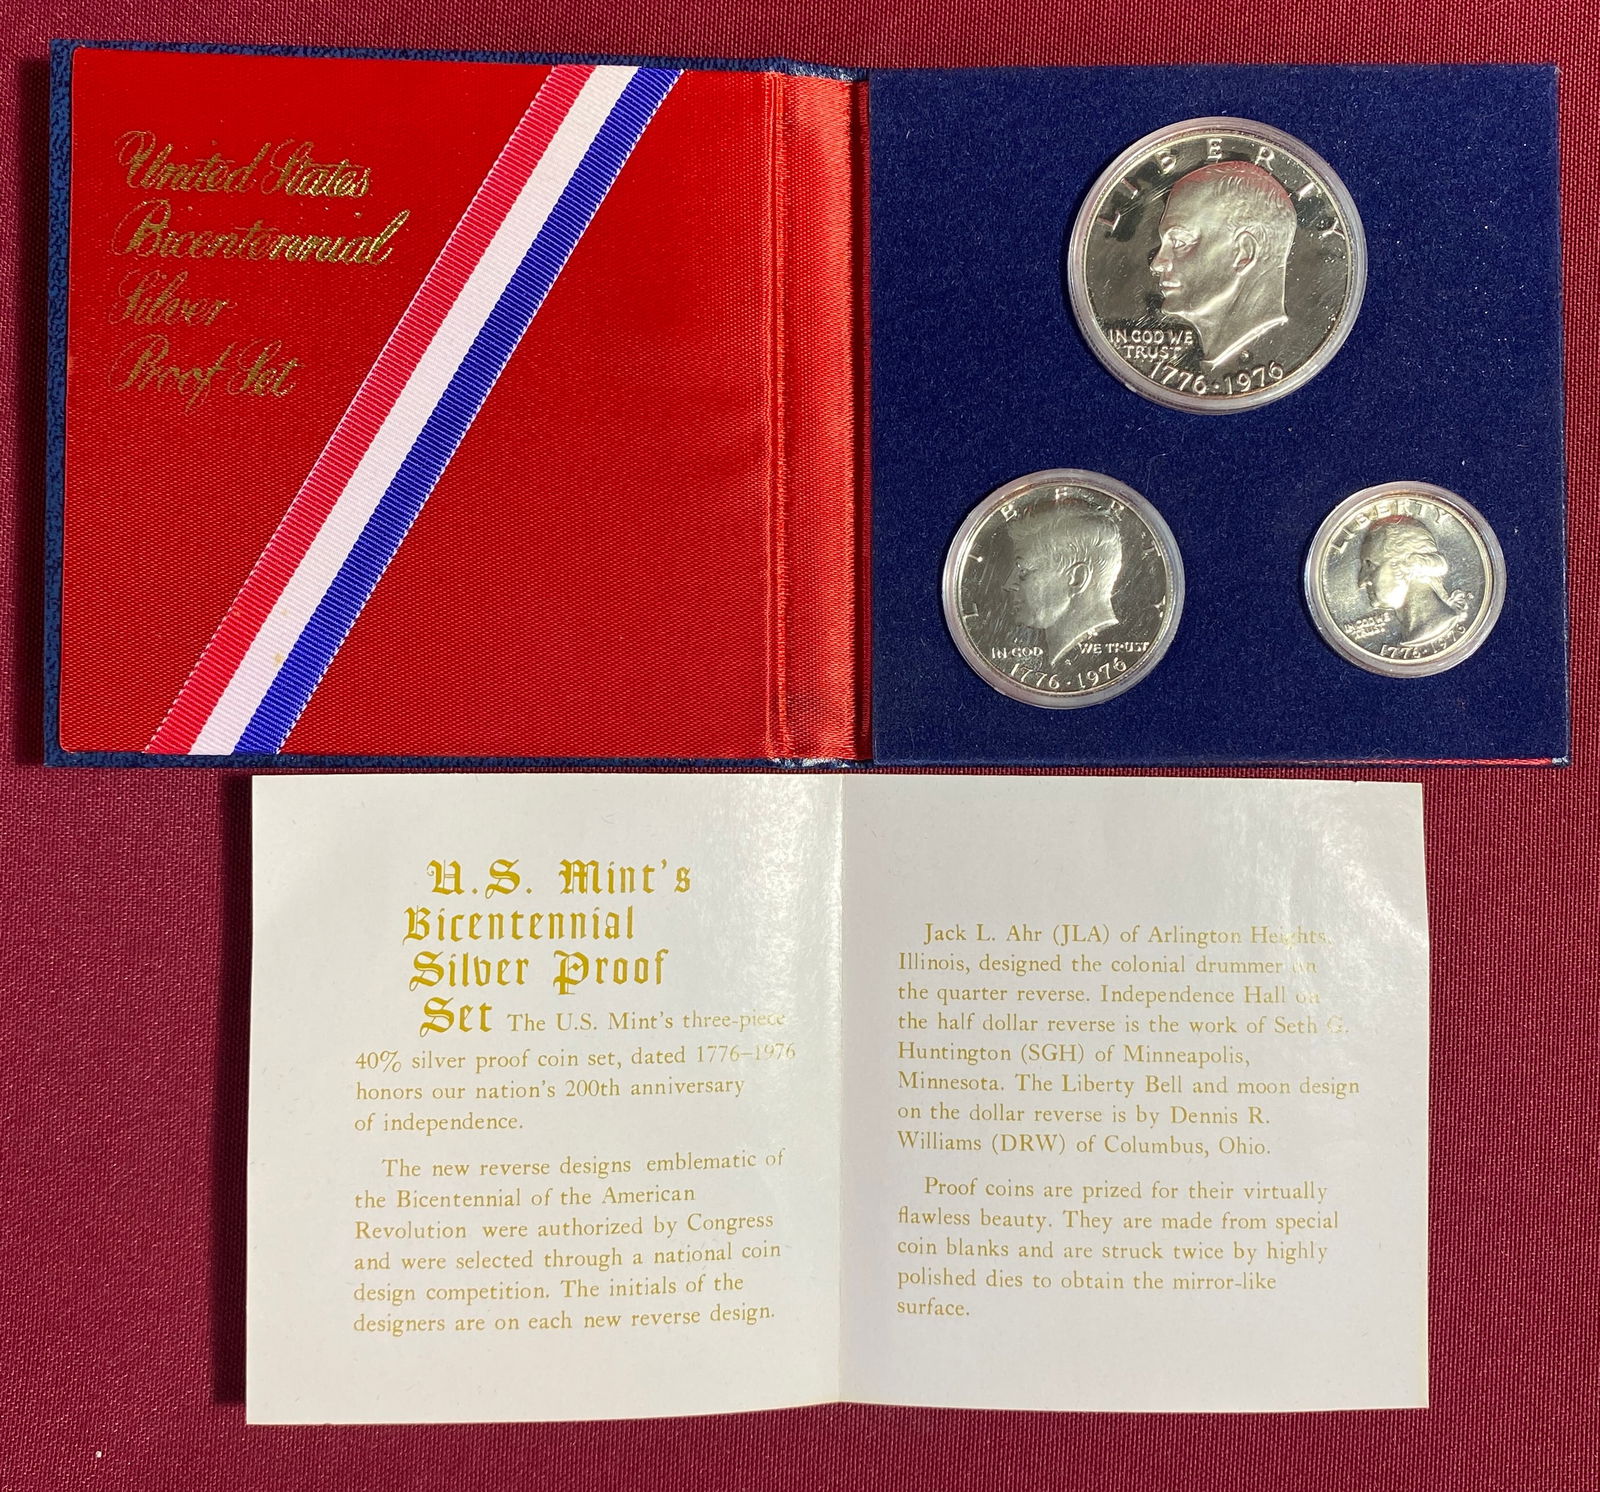 United States
Bicentennial
Silver
Proof Set
LIBERTY
IN GOD WE
TRUST
S
1776·1976
LIBERTY
IN GOD WE TRUST
1776·1976
LIBERTY
IN GOD WE
TRUST
1776·1976
U.S. Mint's
Bicentennial
Silver Proof
Set The U.S. Mint's three-piece
40% silver proof coin set, dated 1776–1976
honors our nation's 200th anniversary
of independence.
The new reverse designs emblematic of
the Bicentennial of the American
Revolution were authorized by Congress
and were selected through a national coin
design competition. The initials of the
designers are on each new reverse design.
Jack L. Ahr (JLA) of Arlington Heights,
Illinois, designed the colonial drummer on
the quarter reverse. Independence Hall on
the half dollar reverse is the work of Seth G.
Huntington (SGH) of Minneapolis,
Minnesota. The Liberty Bell and moon design
on the dollar reverse is by Dennis R.
Williams (DRW) of Columbus, Ohio.
Proof coins are prized for their virtually
flawless beauty. They are made from special
coin blanks and are struck twice by highly
polished dies to obtain the mirror-like
surface.